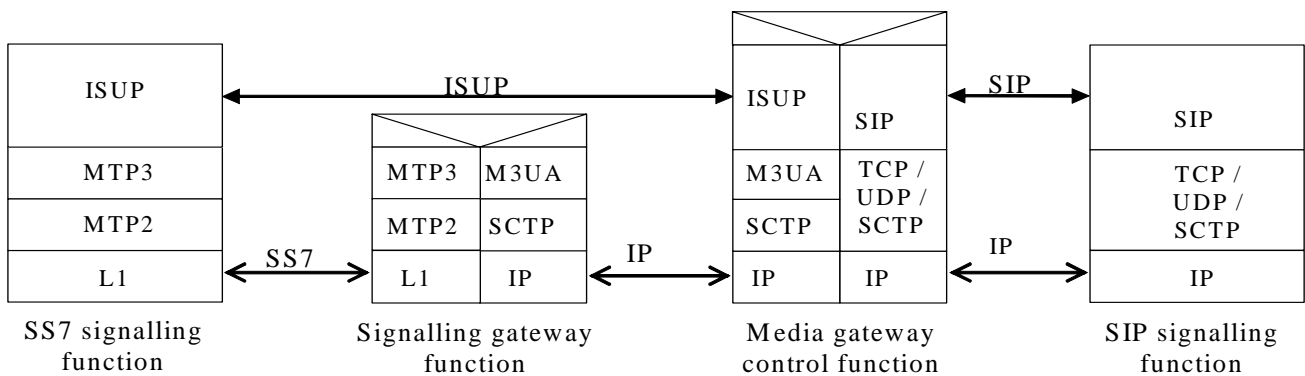 ISUP
MTP3
MTP2
L1
SS7 signalling
function
ISUP
SS7
MTP3
M3UA
MTP2
SCTP
L1
IP
Signalling gateway
function
IP
ISUP
SIP
M3UA
SCTP
TCP /
UDP /
SCTP
IP
IP
Media gateway
control function
SIP
IP
SIP
TCP /
UDP /
SCTP
IP
SIP signalling
function